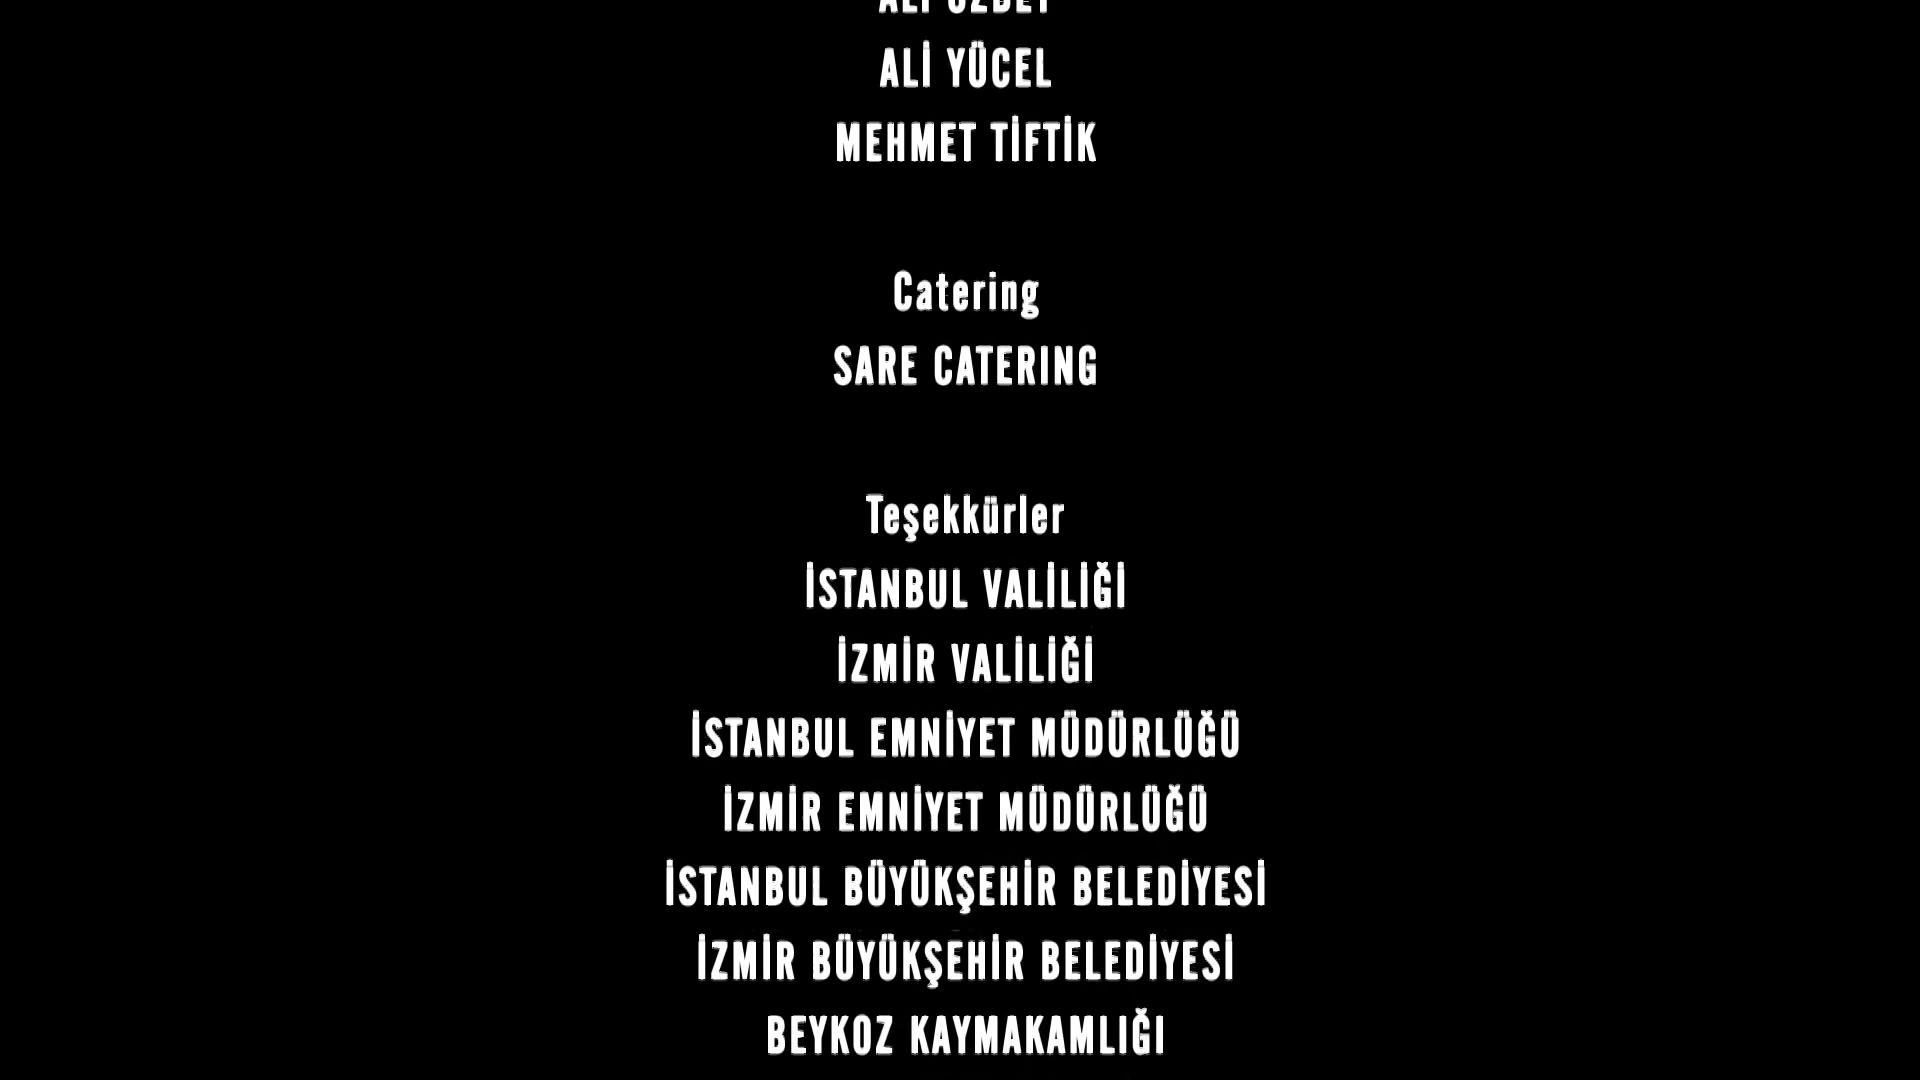 ALİ YÜCEL
MEHMET TİFTİK
Catering
SARE CATERING
Teşekkürler
İSTANBUL VALİLİĞİ
İZMİR VALİLİĞİ
İSTANBUL EMNİYET MÜDÜRLÜĞÜ
İZMİR EMNİYET MÜDÜRLÜĞÜ
İSTANBUL BÜYÜKŞEHİR BELEDİYESİ
İZMİR BÜYÜKŞEHİR BELEDİYESİ
BEYKOZ KAYMAKAMLIĞI